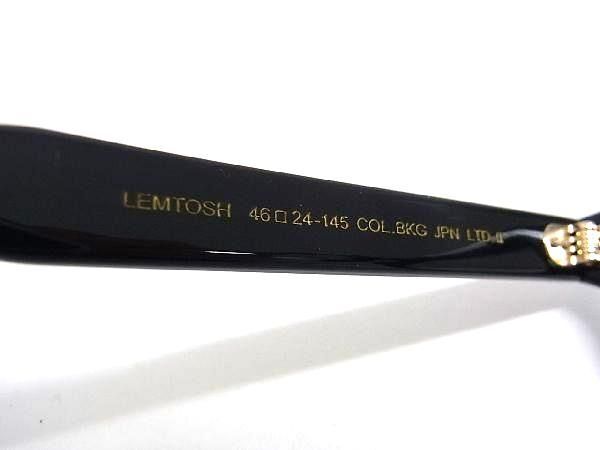 LEMTOSH 46□24-145 COL.BKG JPN LTD-II